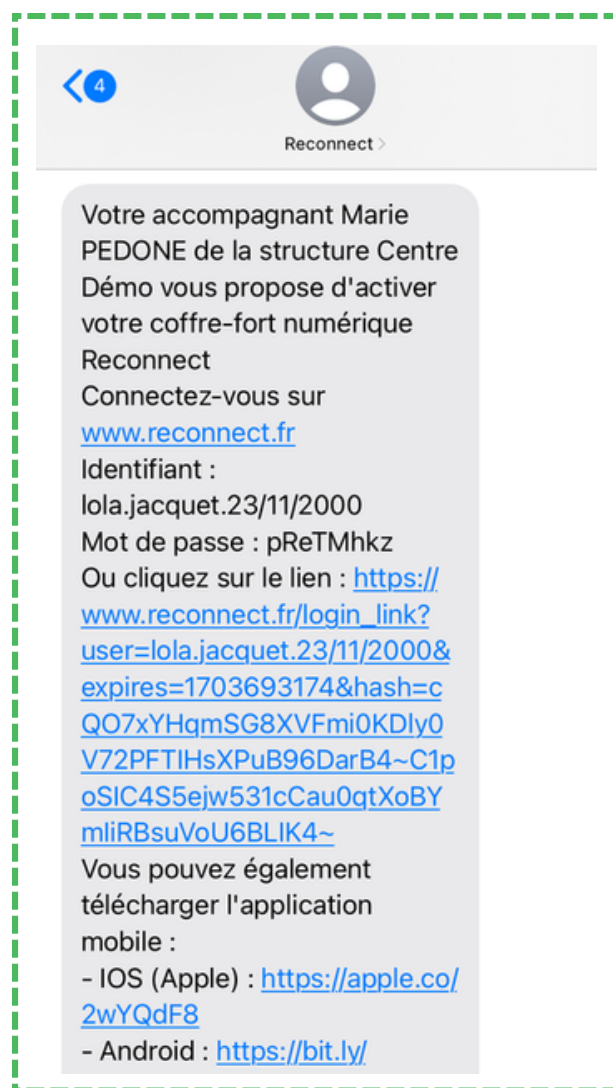 4
Reconnect >
Votre accompagnant Marie
PEDONE de la structure Centre
Démo vous propose d'activer
votre coffre-fort numérique
Reconnect
Connectez-vous sur
www.reconnect.fr
Identifiant :
lola.jacquet.23/11/2000
Mot de passe : pReTMhkz
Ou cliquez sur le lien : https://
www.reconnect.fr/login_link?
user=lola.jacquet.23/11/2000&
expires=1703693174&hash=c
QO7xYHqmSG8XVFmi0KDly0
V72PFTIHsXPuB96DarB4~C1p
oSIC4S5ejw531cCau0qtXoBY
mliRBsuVoU6BLIK4~
Vous pouvez également
télécharger l'application
mobile :
- IOS (Apple) : https://apple.co/
2wYQdF8
- Android : https://bit.ly/